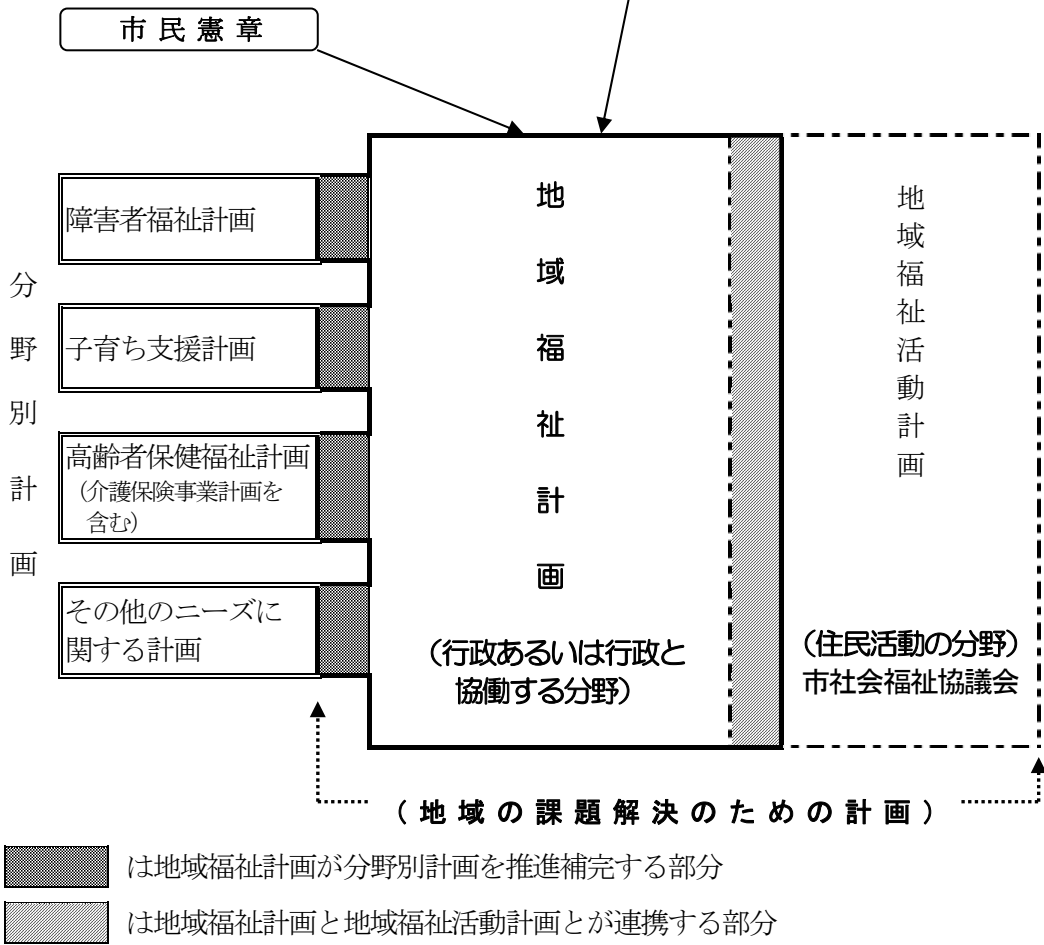 市民憲章
分野別計画
障害者福祉計画
子育ち支援計画
高齢者保健福祉計画
（介護保険事業計画を
含む）
その他のニーズに
関する計画
地域福祉計画
（行政あるいは行政と
協働する分野）
地域福祉活動計画
（住民活動の分野）
市社会福祉協議会
（地域の課題解決のための計画）
は地域福祉計画が分野別計画を推進補完する部分
は地域福祉計画と地域福祉活動計画とが連携する部分